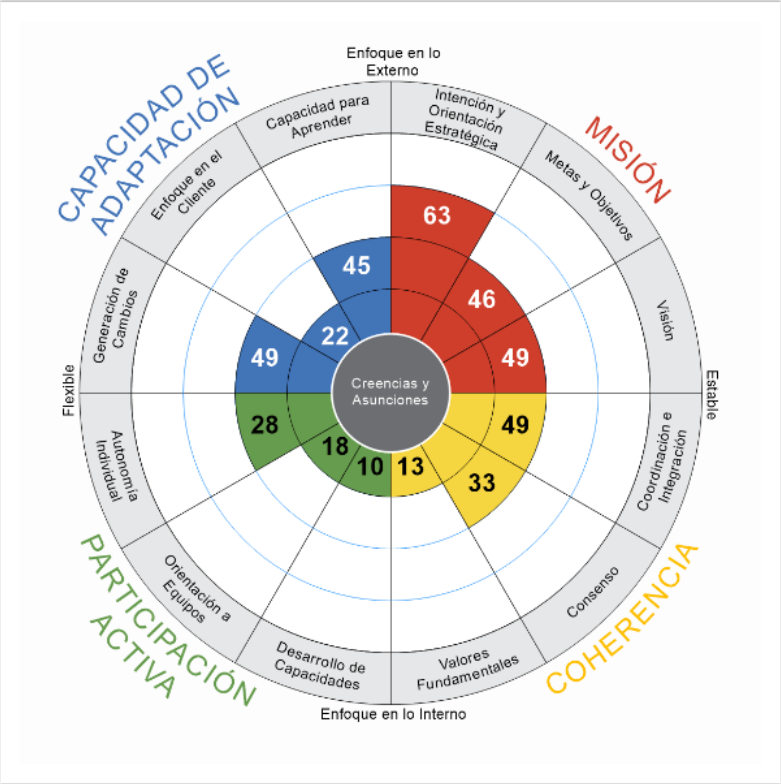 Enfoque en lo
Externo
CAPACIDAD DE
ADAPTACIÓN
MISIÓN
Capacidad para
Aprender
Intención y
Orientación
Estratégica
Enfoque en el
Cliente
Metas y Objetivos
Generación de
Cambios
Visión
63
45
46
22
49
49
Flexible
Creencias y
Asunciones
Estable
28
18
10
13
33
49
Autonomía
Individual
Coordinación e
Integración
Orientación a
Equipos
Consenso
Desarrollo de
Capacidades
Valores
Fundamentales
PARTICIPACIÓN
ACTIVA
COHERENCIA
Enfoque en lo Interno